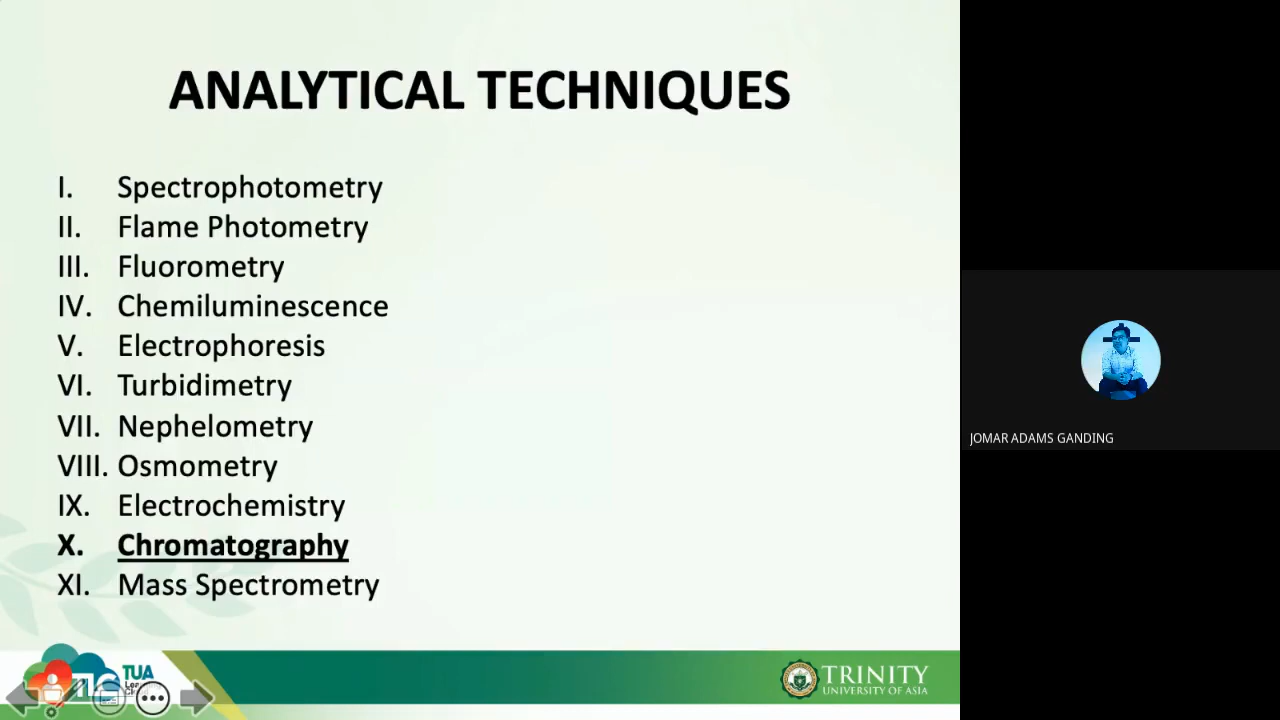 ANALYTICAL TECHNIQUES
I. Spectrophotometry
II. Flame Photometry
III. Fluorometry
IV. Chemiluminescence
V. Electrophoresis
VI. Turbidimetry
VII. Nephelometry
VIII. Osmometry
IX. Electrochemistry
X. Chromatography
XI. Mass Spectrometry
TUA
TRINITY
UNIVERSITY OF ASIA
JOMAR ADAMS GANDING